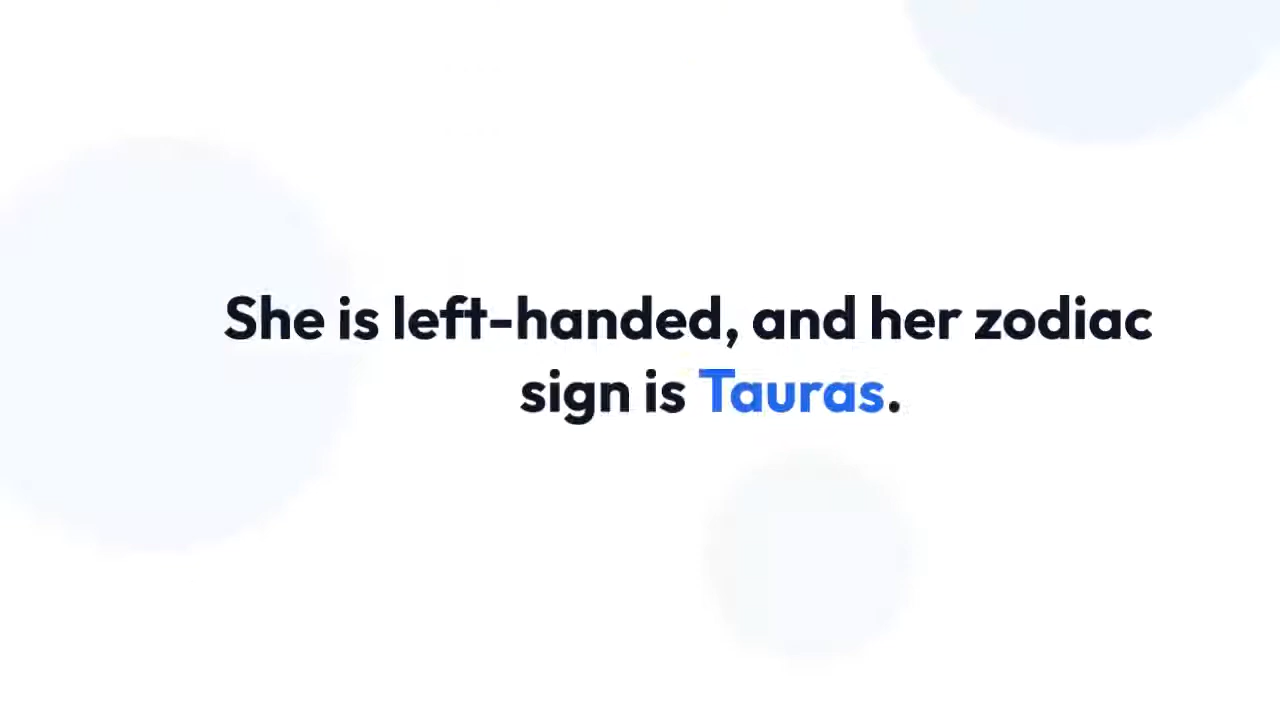 She is left-handed, and her zodiac
sign is Tauras.